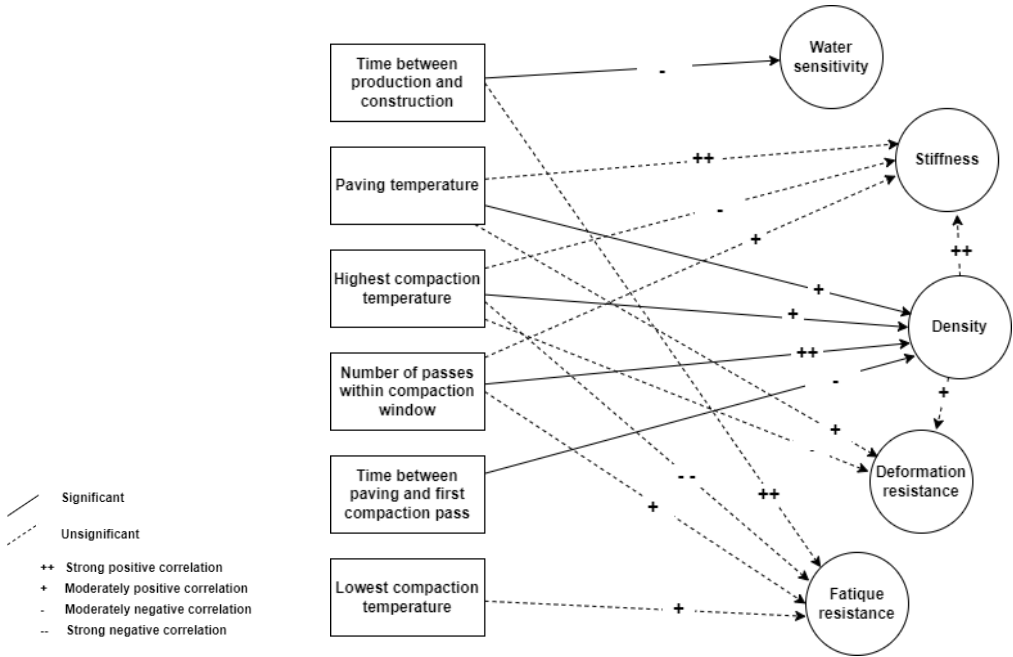 Time between
production and
construction
Paving temperature
Highest compaction
temperature
Number of passes
within compaction
window
Time between
paving and first
compaction pass
Lowest compaction
temperature
Water
sensitivity
Stiffness
Density
Deformation
resistance
Fatique
resistance
-
++
-
+
++
+
+
++
-
+
+
-
--
++
+
+
Significant
Unsignificant
++ Strong positive correlation
+ Moderately positive correlation
- Moderately negative correlation
-- Strong negative correlation